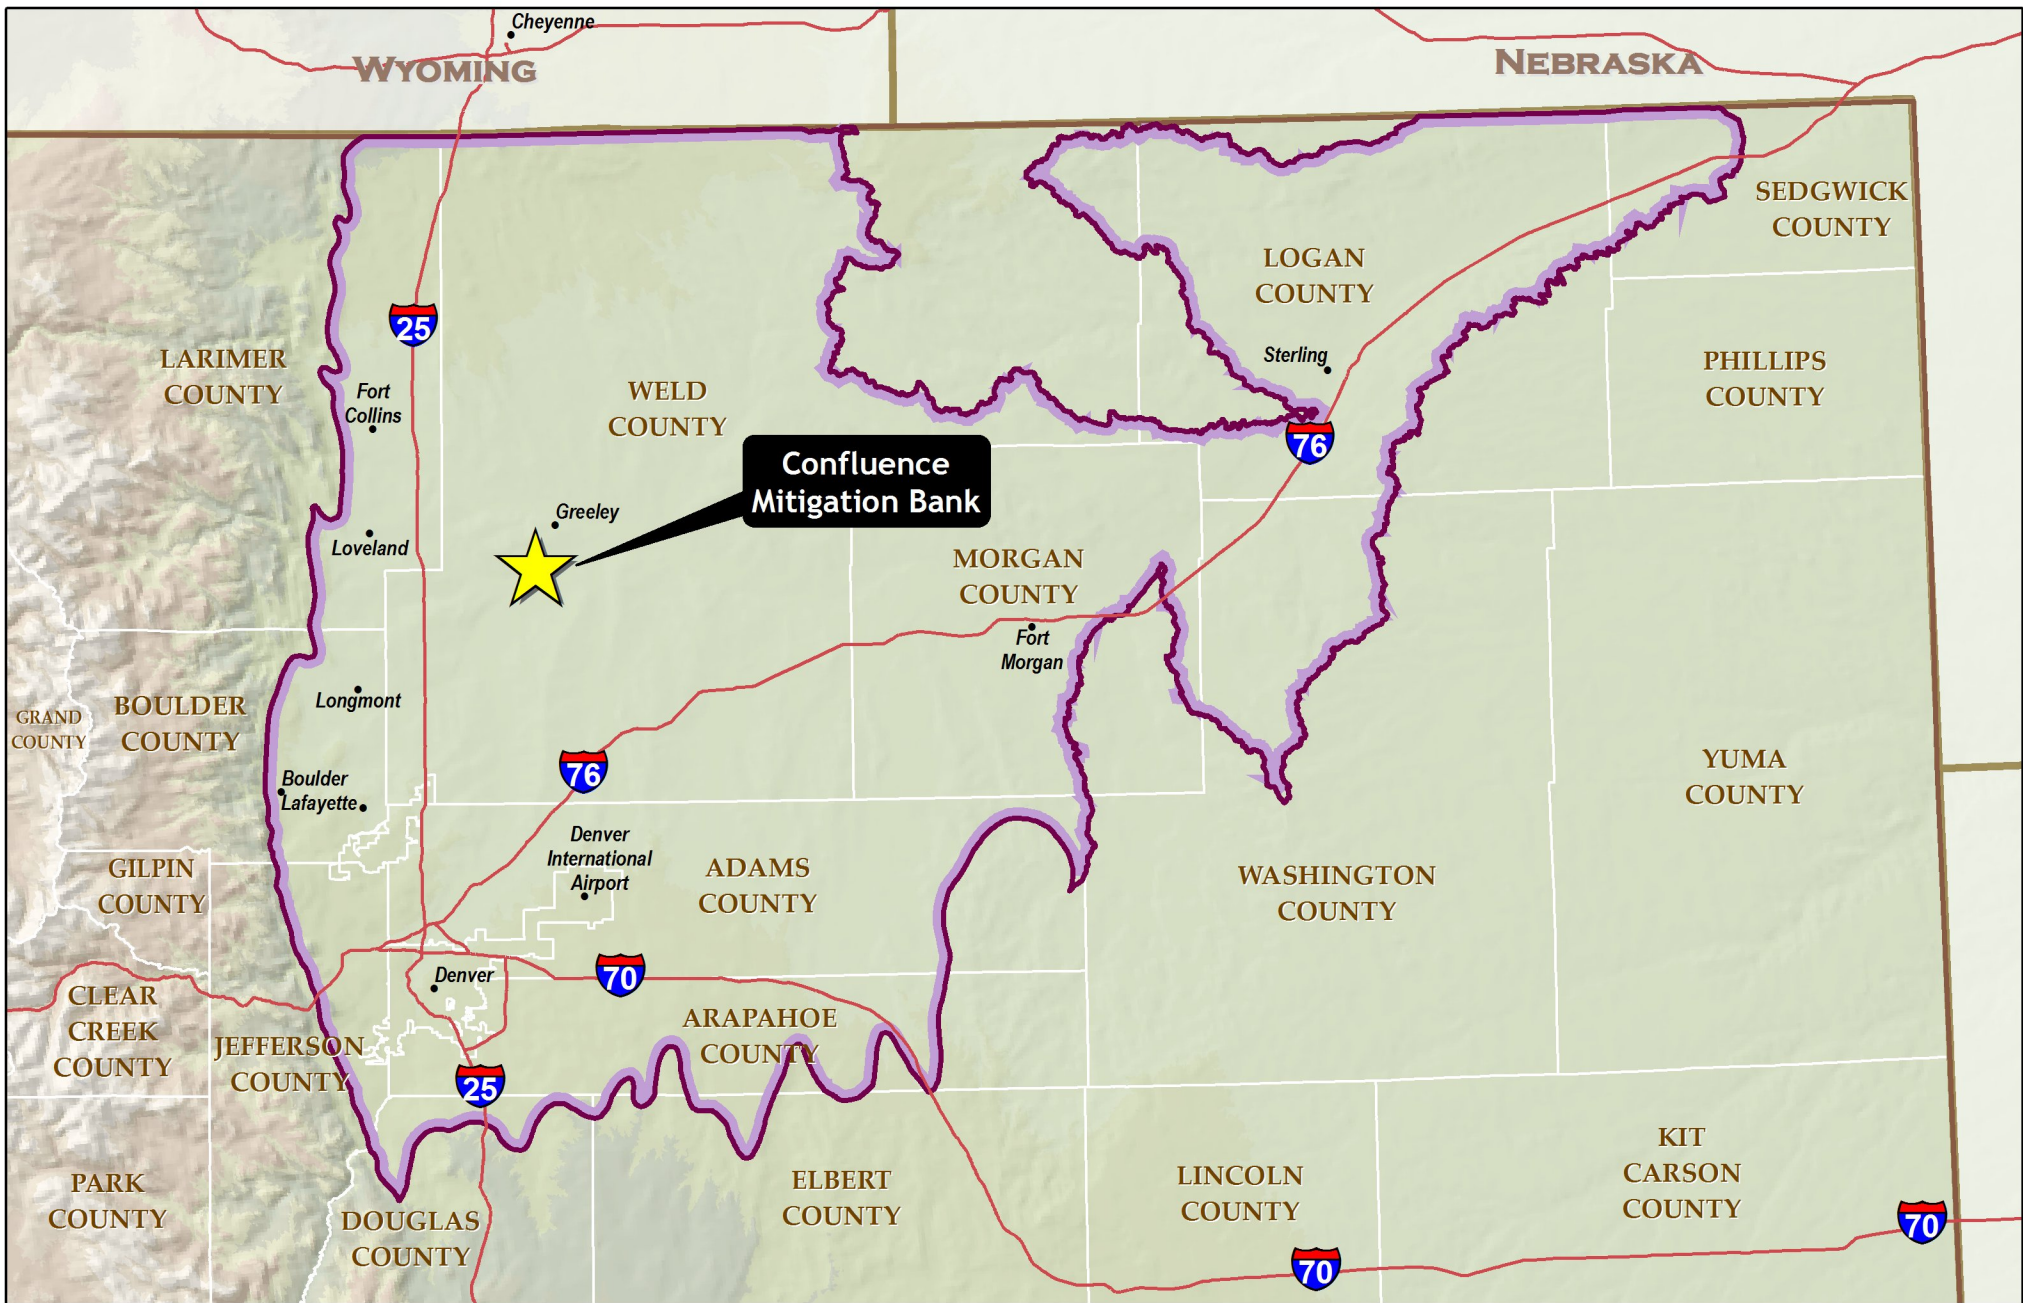 Cheyenne
WYOMING
NEBRASKA
SEDGWICK
COUNTY
LOGAN
COUNTY
25
LARIMER
COUNTY
Fort
Collins
WELD
COUNTY
Sterling
PHILLIPS
COUNTY
76
Confluence
Mitigation Bank
Greeley
Loveland
MORGAN
COUNTY
Fort
Morgan
Longmont
BOULDER
COUNTY
GRAND
COUNTY
76
YUMA
COUNTY
Boulder
Lafayette
Denver
International
Airport
ADAMS
COUNTY
GILPIN
COUNTY
WASHINGTON
COUNTY
Denver
70
CLEAR
CREEK
COUNTY
JEFFERSON
COUNTY
ARAPAHOE
COUNTY
25
KIT
CARSON
COUNTY
PARK
COUNTY
ELBERT
COUNTY
LINCOLN
COUNTY
DOUGLAS
COUNTY
70
70